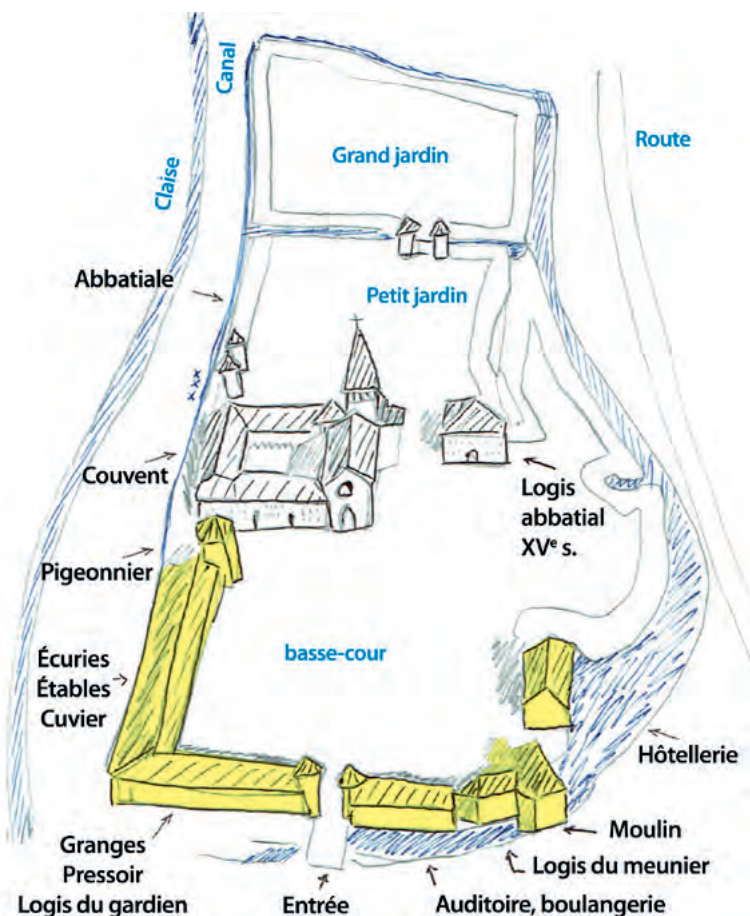 Canal
Claise
Grand jardin
Route
Abbatiale
Petit jardin
xxx
Couvent
Logis
abbatial
XVe s.
Pigeonnier
Écuries
Étables
Cuvier
basse-cour
Hôtellerie
Granges
Pressoir
Logis du gardien
Moulin
Logis du meunier
Entrée
Auditoire, boulangerie